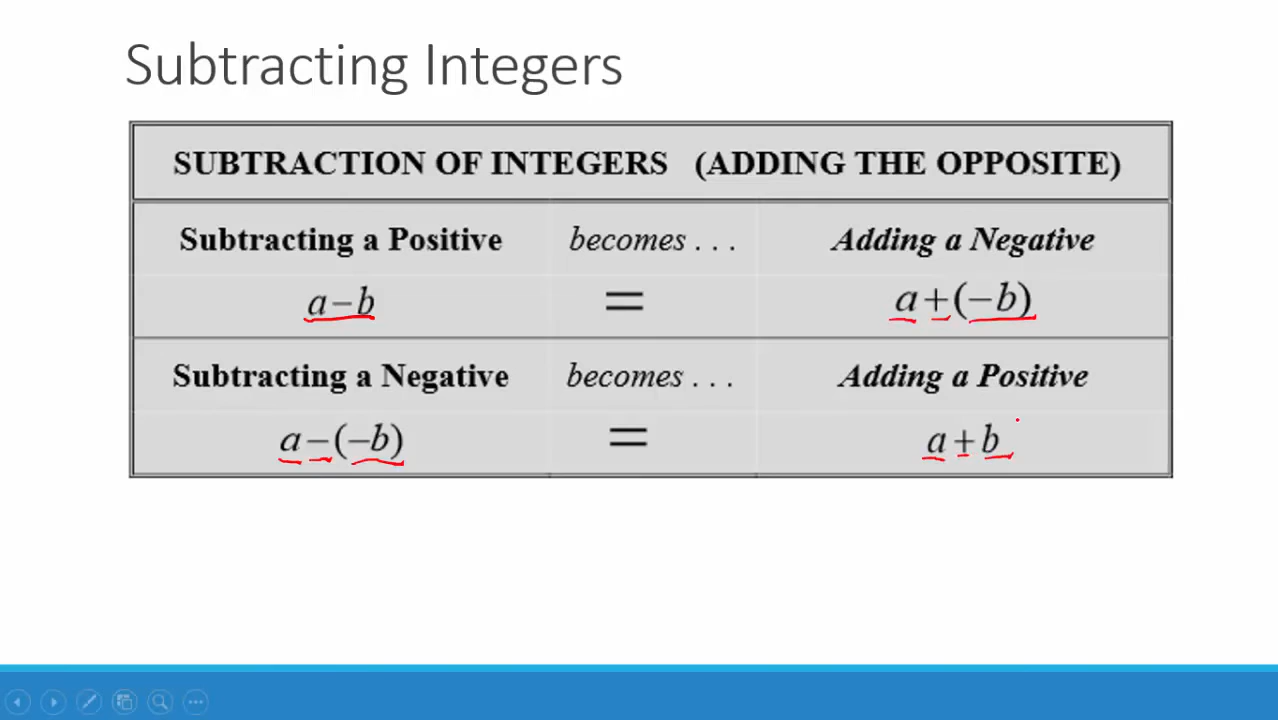 Subtracting Integers
SUBTRACTION OF INTEGERS (ADDING THE OPPOSITE)
Subtracting a Positive becomes . . . Adding a Negative
a − b = a + (−b)
Subtracting a Negative becomes . . . Adding a Positive
a − (−b) = a + b